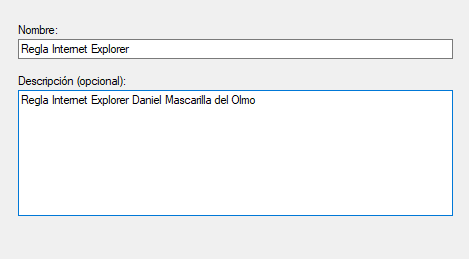 Nombre:
Regla Internet Explorer
Descripción (opcional):
Regla Internet Explorer Daniel Mascarilla del Olmo